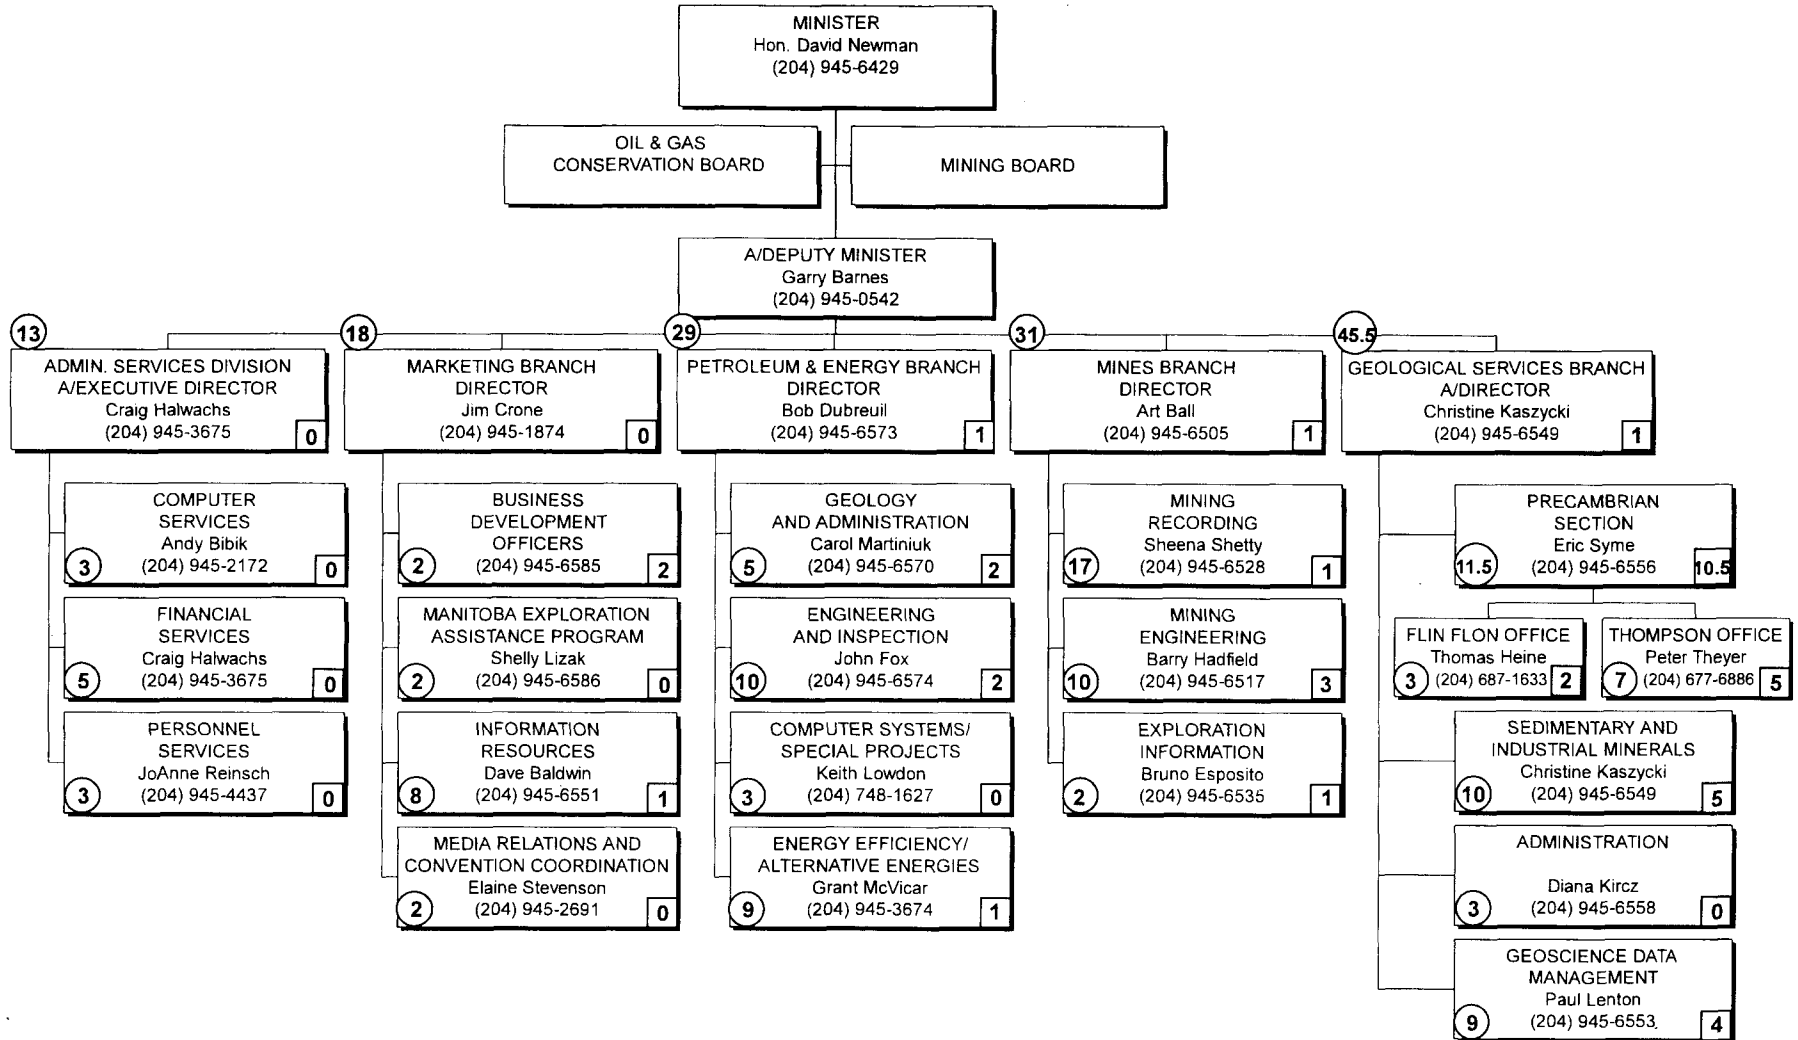 MINISTER
Hon. David Newman
(204) 945-6429
OIL & GAS
CONSERVATION BOARD
MINING BOARD
A/DEPUTY MINISTER
Garry Barnes
(204) 945-0542
13
ADMIN. SERVICES DIVISION
A/EXECUTIVE DIRECTOR
Craig Halwachs
(204) 945-3675
0
COMPUTER
SERVICES
Andy Bibik
(204) 945-2172
3
0
FINANCIAL
SERVICES
Craig Halwachs
(204) 945-3675
5
0
PERSONNEL
SERVICES
JoAnne Reinsch
(204) 945-4437
3
0
18
MARKETING BRANCH
DIRECTOR
Jim Crone
(204) 945-1874
0
BUSINESS
DEVELOPMENT
OFFICERS
(204) 945-6585
2
2
MANITOBA EXPLORATION
ASSISTANCE PROGRAM
Shelly Lizak
(204) 945-6586
2
0
INFORMATION
RESOURCES
Dave Baldwin
(204) 945-6551
8
1
MEDIA RELATIONS AND
CONVENTION COORDINATION
Elaine Stevenson
(204) 945-2691
2
0
29
PETROLEUM & ENERGY BRANCH
DIRECTOR
Bob Dubreuil
(204) 945-6573
1
GEOLOGY
AND ADMINISTRATION
Carol Martiniuk
(204) 945-6570
5
2
ENGINEERING
AND INSPECTION
John Fox
(204) 945-6574
10
2
COMPUTER SYSTEMS/
SPECIAL PROJECTS
Keith Lowdon
(204) 748-1627
3
0
ENERGY EFFICIENCY/
ALTERNATIVE ENERGIES
Grant McVicar
(204) 945-3674
9
1
31
MINES BRANCH
DIRECTOR
Art Ball
(204) 945-6505
1
MINING
RECORDING
Sheena Shetty
(204) 945-6528
17
1
MINING
ENGINEERING
Barry Hadfield
(204) 945-6517
10
3
EXPLORATION
INFORMATION
Bruno Esposito
(204) 945-6535
2
1
45.5
GEOLOGICAL SERVICES BRANCH
A/DIRECTOR
Christine Kaszycki
(204) 945-6549
1
PRECAMBRIAN
SECTION
Eric Syme
(204) 945-6556
11.5
10.5
FLIN FLON OFFICE
Thomas Heine
(204) 687-1633
3
2
THOMPSON OFFICE
Peter Theyer
(204) 677-6886
7
5
SEDIMENTARY AND
INDUSTRIAL MINERALS
Christine Kaszycki
(204) 945-6549
10
5
ADMINISTRATION
Diana Kircz
(204) 945-6558
3
0
GEOSCIENCE DATA
MANAGEMENT
Paul Lenton
(204) 945-6553
9
4